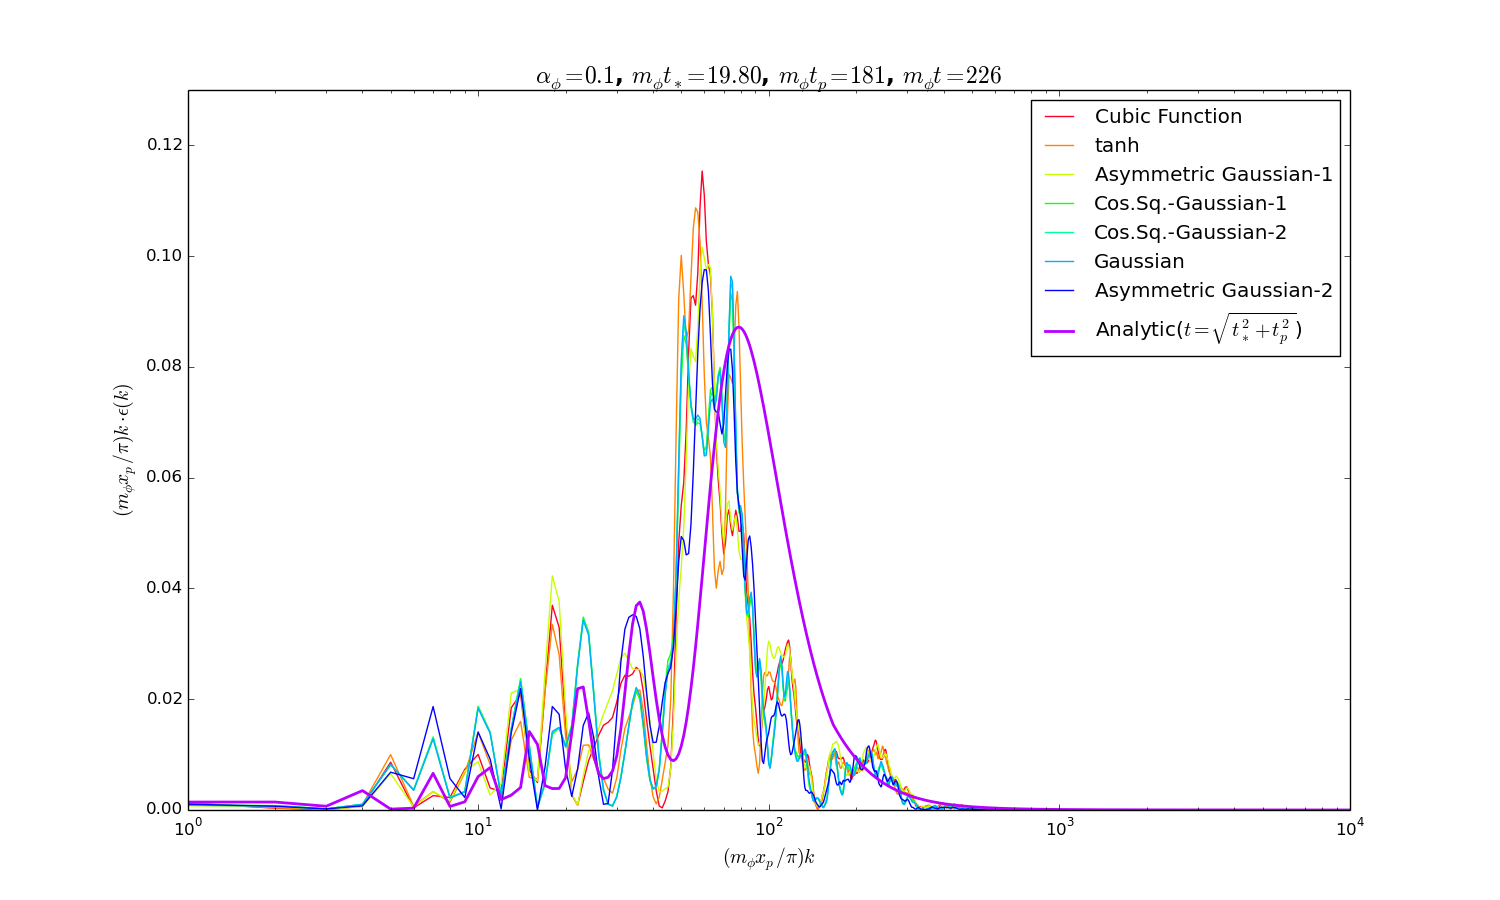 α_ϕ=0.1, m_ϕt_*=19.80, m_ϕt_p=181, m_ϕt=226
Cubic Function
tanh
Asymmetric Gaussian-1
Cos.Sq.-Gaussian-1
Cos.Sq.-Gaussian-2
Gaussian
Asymmetric Gaussian-2
Analytic(t=√(t_*^2+t_p^2))
(m_ϕx_p/π)k·ϵ(k)
0.12
0.10
0.08
0.06
0.04
0.02
0.00
10^0 10^1 10^2 10^3 10^4
(m_ϕx_p/π)k